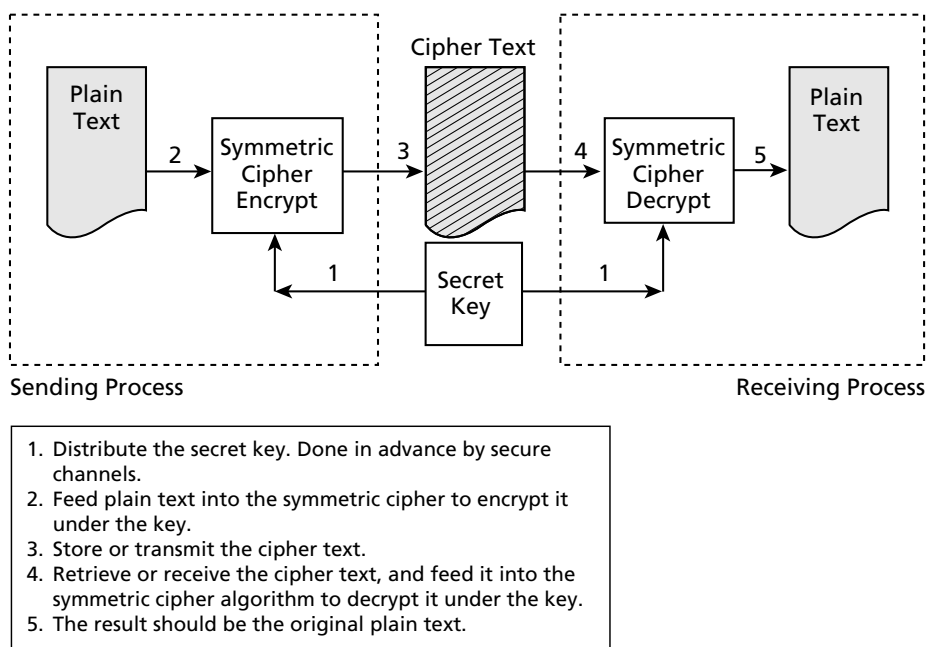 Cipher Text
Plain
Text
2
Symmetric
Cipher
Encrypt
3
4
Symmetric
Cipher
Decrypt
5
Plain
Text
1
Secret
Key
1
Sending Process
Receiving Process
1. Distribute the secret key. Done in advance by secure
channels.
2. Feed plain text into the symmetric cipher to encrypt it
under the key.
3. Store or transmit the cipher text.
4. Retrieve or receive the cipher text, and feed it into the
symmetric cipher algorithm to decrypt it under the key.
5. The result should be the original plain text.